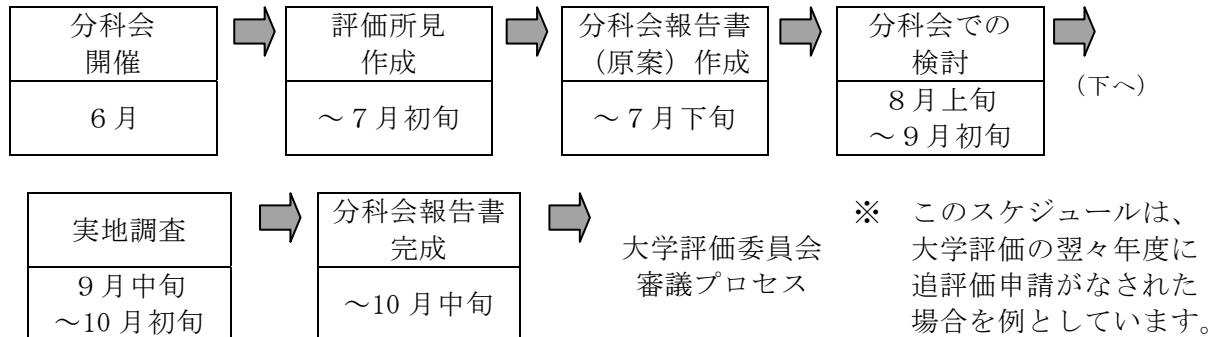 分科会
開催
６月
評価所見
作成
～７月初旬
分科会報告書
（原案）作成
～７月下旬
分科会での
検討
８月上旬
～９月初旬
（下へ）
実地調査
９月中旬
～10 月初旬
分科会報告書
完成
～10 月中旬
大学評価委員会
審議プロセス
※　このスケジュールは、
大学評価の翌々年度に
追評価申請がなされた
場合を例としています。